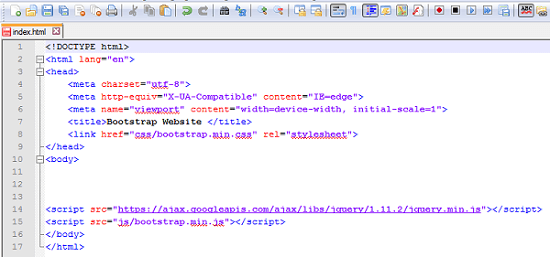 index.html
1 <!DOCTYPE html>
2 <html lang="en">
3 <head>
4 <meta charset="utf-8">
5 <meta http-equiv="X-UA-Compatible" content="IE=edge">
6 <meta name="viewport" content="width=device-width, initial-scale=1">
7 <title>Bootstrap Website </title>
8 <link href="css/bootstrap.min.css" rel="stylesheet">
9 </head>
10 <body>
11
12
13
14 <script src="https://ajax.googleapis.com/ajax/libs/jquery/1.11.2/jquery.min.js"></script>
15 <script src="js/bootstrap.min.js"></script>
16 </body>
17 </html>